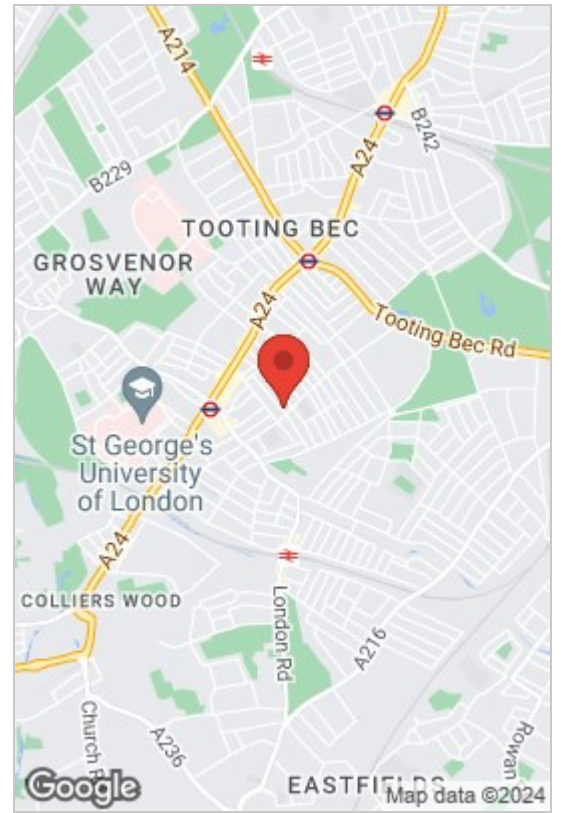 A214
B242
A24
B229
TOOTING BEC
GROSVENOR
WAY
A24
Tooting Bec Rd
St George's
University
of London
A24
COLLIERS WOOD
London Rd
A216
Church R
A236
Rowan
EASTFIELDS
Google
Map data ©2024